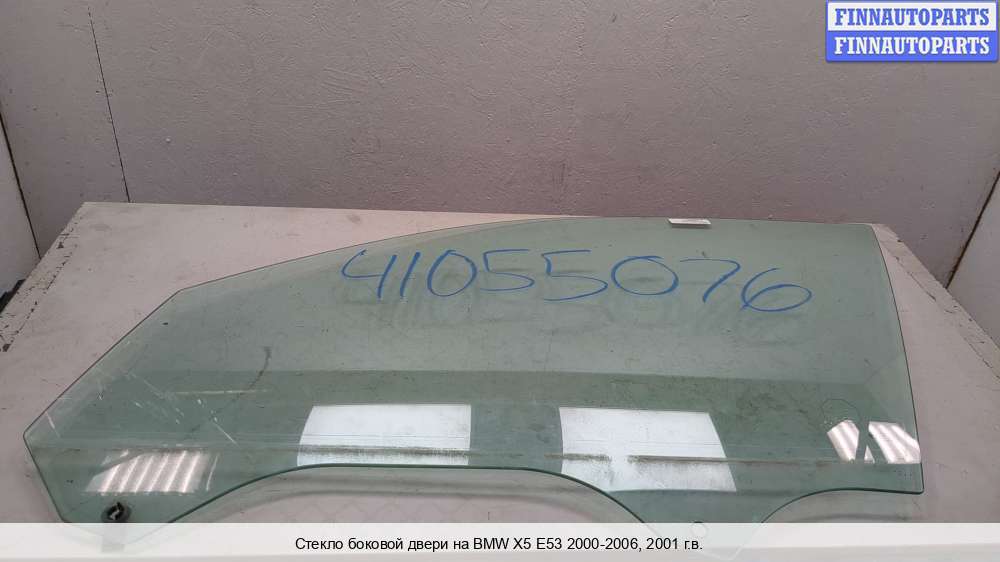 FINNAUTOPARTS
FINNAUTOPARTS
41055076
Стекло боковой двери на BMW X5 E53 2000-2006, 2001 г.в.